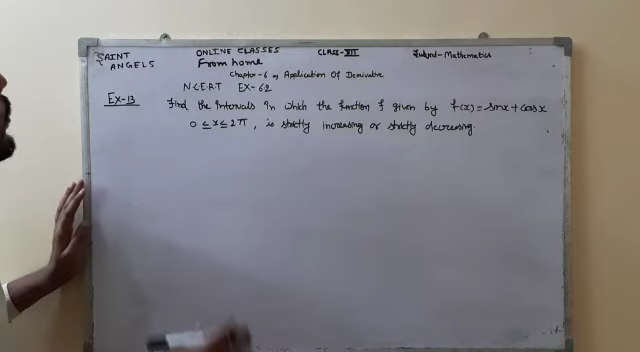 SAINT ANGELS
ONLINE CLASSES From home
CLASS-XII
Subject- Mathematics
Chapter-6, Application Of Derivative
NCERT EX-6.2
EX-13 Find the Intervals in which the function f given by f(x) = sinx + cosx
0 ≤ x ≤ 2π, is strictly increasing or strictly decreasing.